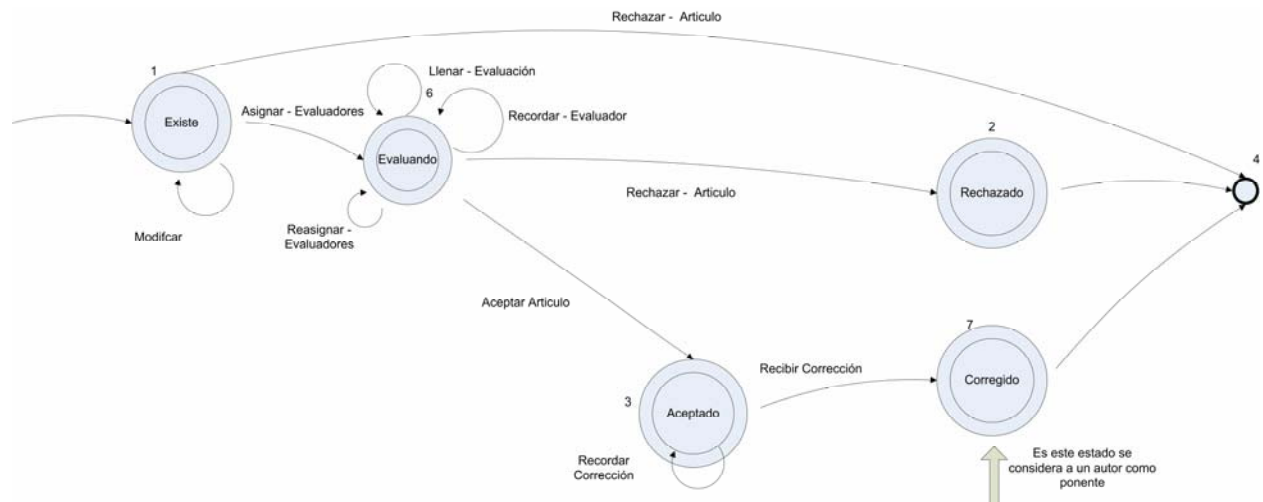 Rechazar - Articulo
1
Existe
Asignar - Evaluadores
Modifcar
Llenar - Evaluación
6
Recordar - Evaluador
Evaluando
Reasignar -
Evaluadores
Rechazar - Articulo
2
Rechazado
4
Aceptar Articulo
3
Aceptado
Recordar
Corrección
Recibir Corrección
7
Corregido
Es este estado se
considera a un autor como
ponente